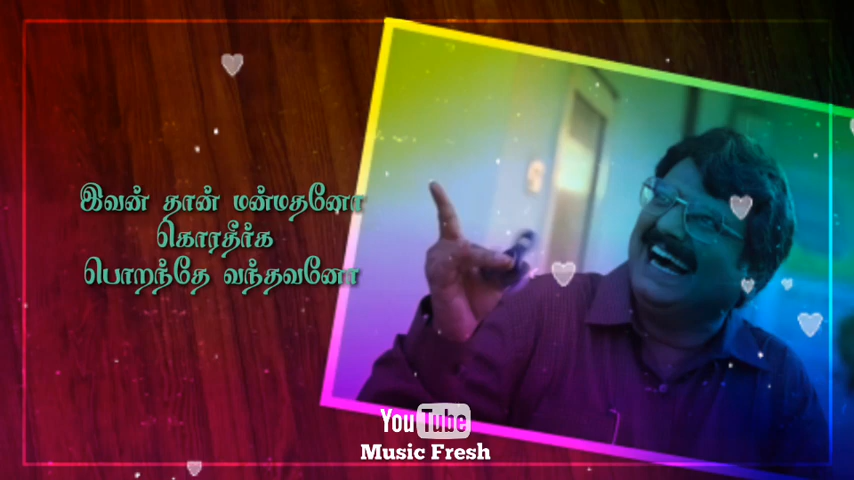 இவன் தான் மன்மதனோ
கொரதீர்க
பொறந்தே வந்தவனோ
YouTube
Music Fresh